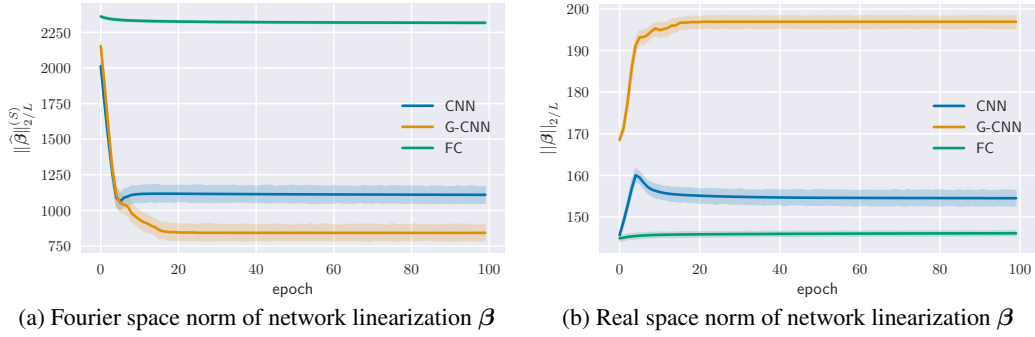 2250
2000
1750
1500
1250
1000
750
‖β̂‖₂/L^(S)
CNN
G-CNN
FC
0 20 40 60 80 100
epoch
(a) Fourier space norm of network linearization β
200
190
180
170
160
150
||β||₂/L
CNN
G-CNN
FC
0 20 40 60 80 100
epoch
(b) Real space norm of network linearization β